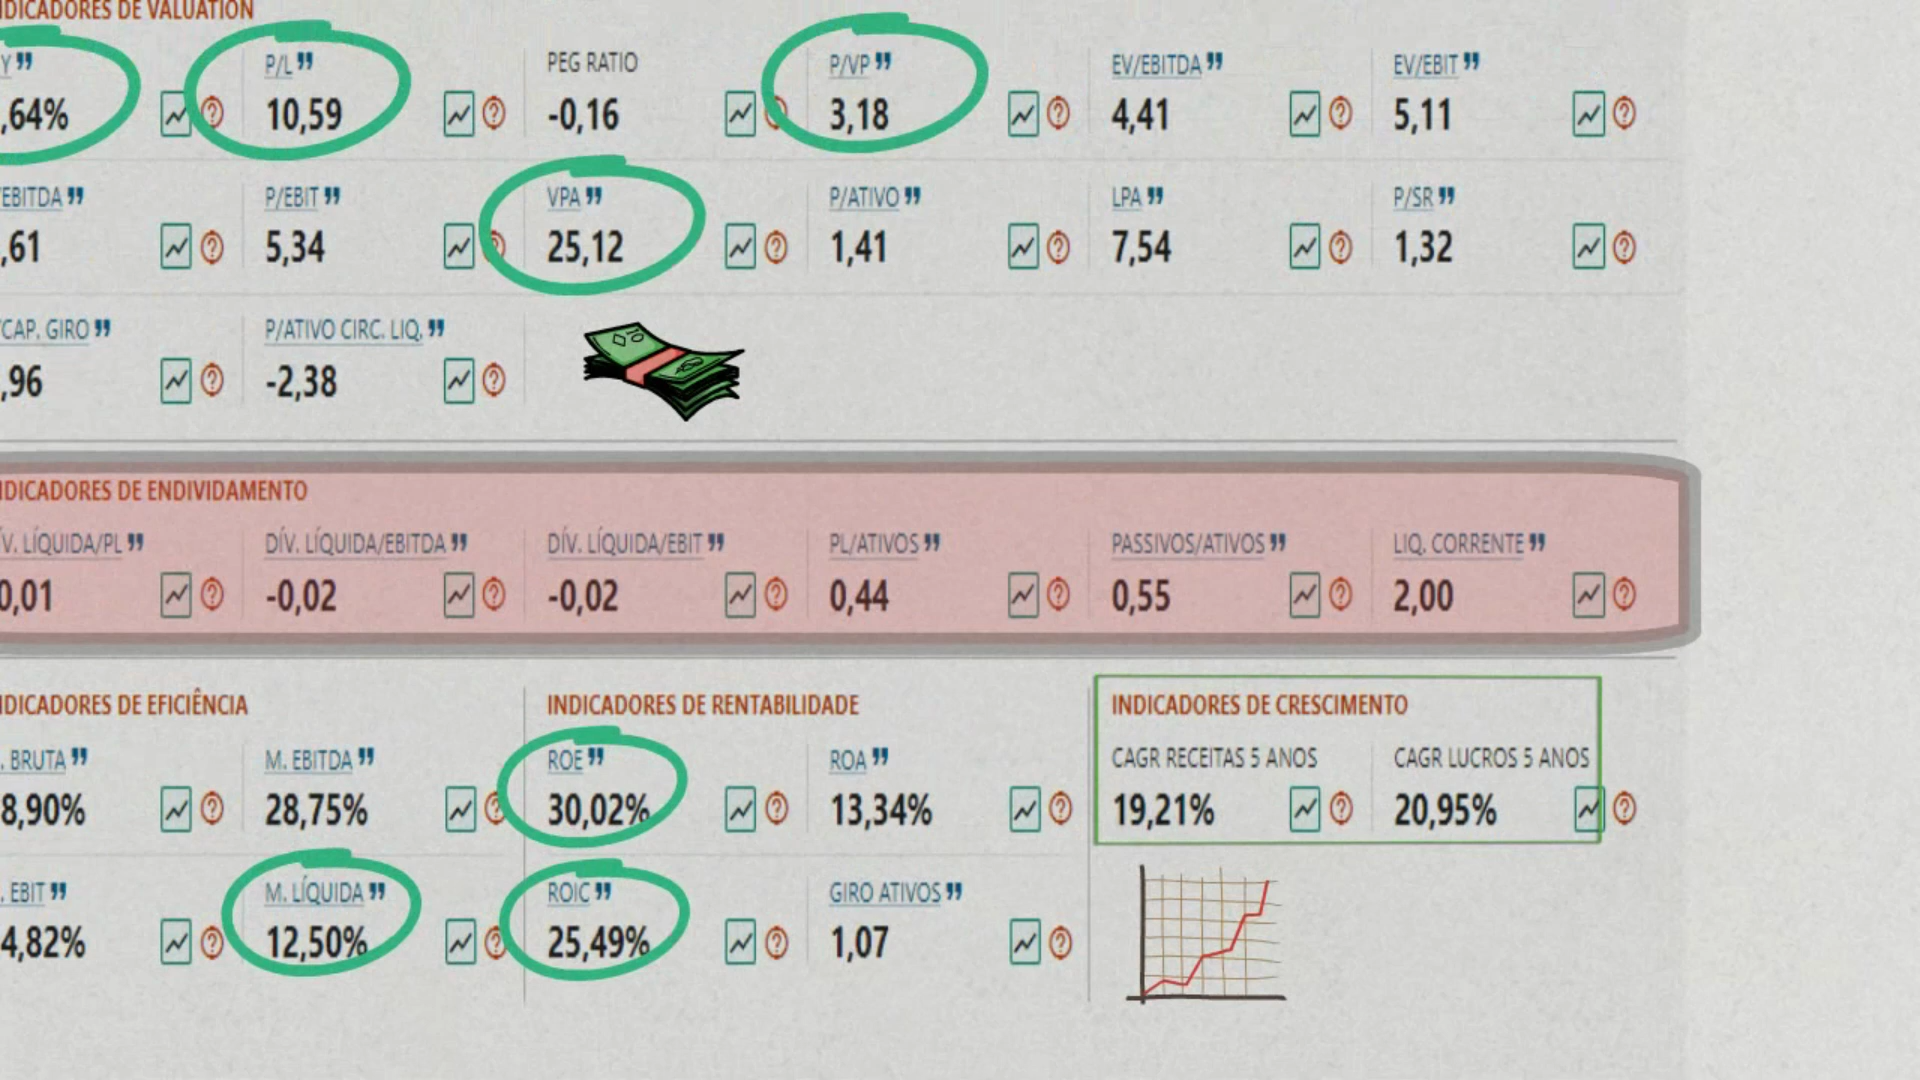 NDICADORES DE VALUATION
Y P/L PEG RATIO P/VP EV/EBITDA EV/EBIT
,64% 10,59 -0,16 3,18 4,41 5,11
/EBITDA P/EBIT VPA P/ATIVO LPA P/SR
,61 5,34 25,12 1,41 7,54 1,32
/CAP. GIRO P/ATIVO CIRC. LIQ.
,96 -2,38
NDICADORES DE ENDIVIDAMENTO
ÍV. LÍQUIDA/PL DÍV. LÍQUIDA/EBITDA DÍV. LÍQUIDA/EBIT PL/ATIVOS PASSIVOS/ATIVOS LIQ. CORRENTE
0,01 -0,02 -0,02 0,44 0,55 2,00
NDICADORES DE EFICIÊNCIA INDICADORES DE RENTABILIDADE INDICADORES DE CRESCIMENTO
. BRUTA M. EBITDA ROE ROA CAGR RECEITAS 5 ANOS CAGR LUCROS 5 ANOS
8,90% 28,75% 30,02% 13,34% 19,21% 20,95%
. EBIT M. LÍQUIDA ROIC GIRO ATIVOS
4,82% 12,50% 25,49% 1,07